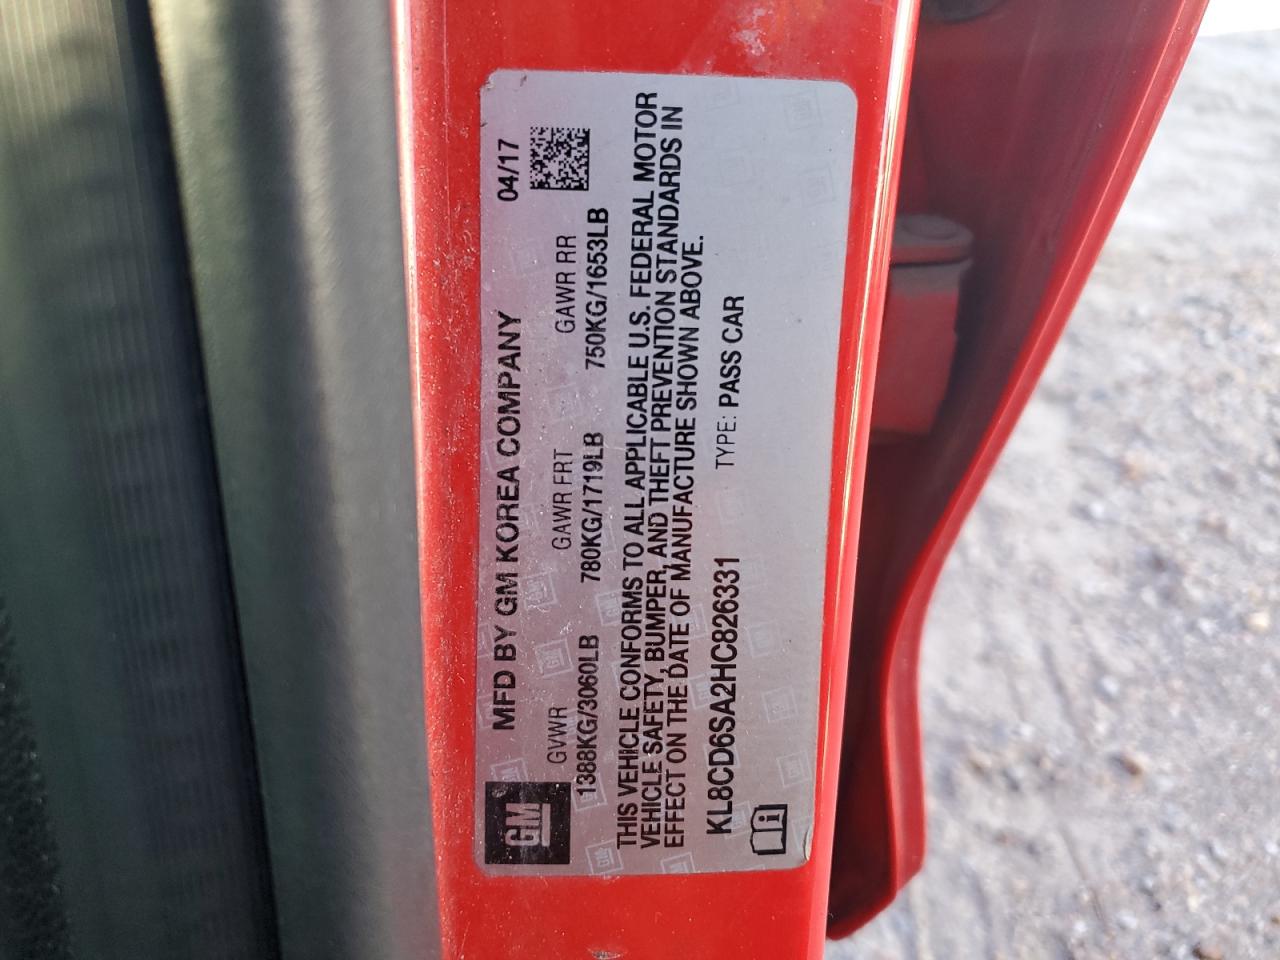 GM
MFD BY GM KOREA COMPANY 04/17
GVWR GAWR FRT GAWR RR
1388KG/3060LB 780KG/1719LB 750KG/1653LB
THIS VEHICLE CONFORMS TO ALL APPLICABLE U.S. FEDERAL MOTOR
VEHICLE SAFETY, BUMPER, AND THEFT PREVENTION STANDARDS IN
EFFECT ON THE DATE OF MANUFACTURE SHOWN ABOVE.
KL8CD6SA2HC826331 TYPE: PASS CAR